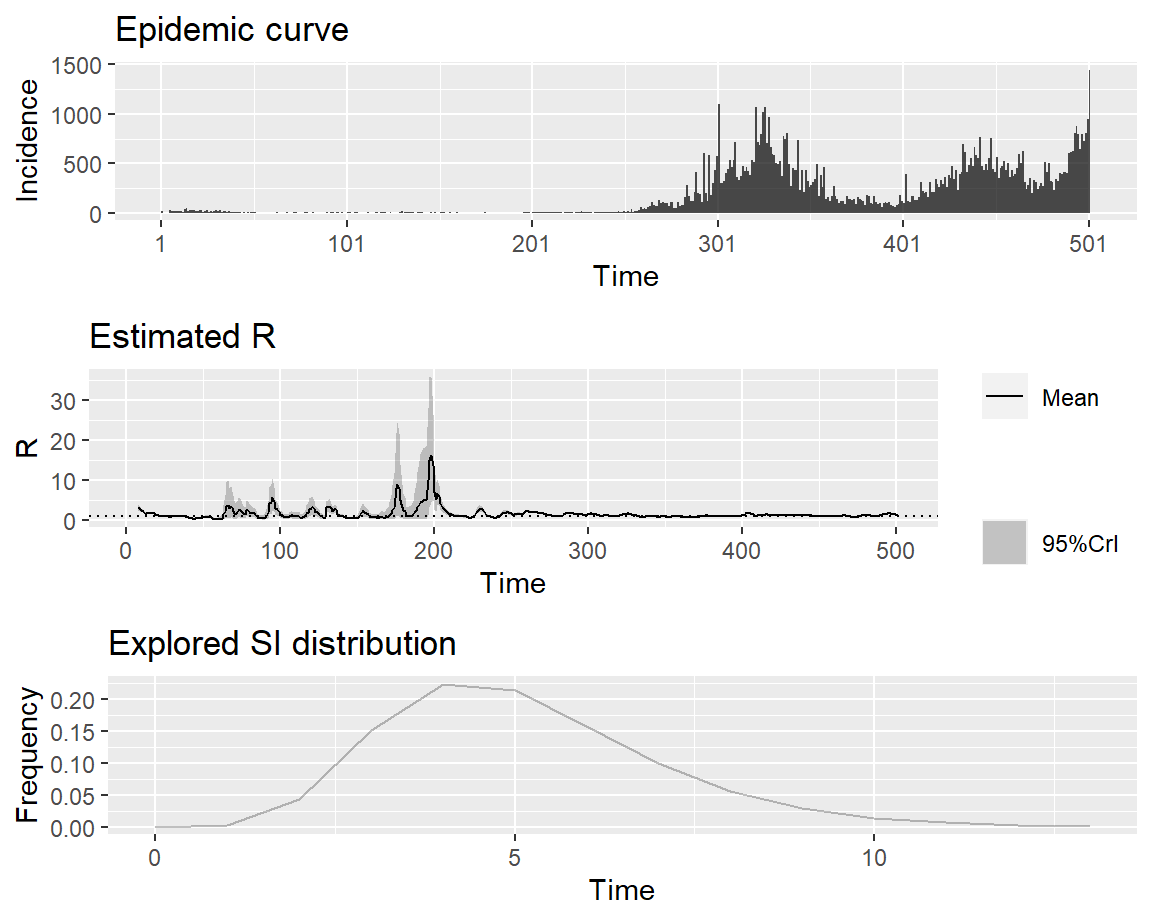 Epidemic curve
1500
1000
500
0
Incidence
1 101 201 301 401 501
Time
Estimated R
30
20
10
0
R
0 100 200 300 400 500
Time
Mean
95%CrI
Explored SI distribution
0.20
0.15
0.10
0.05
0.00
Frequency
0 5 10
Time